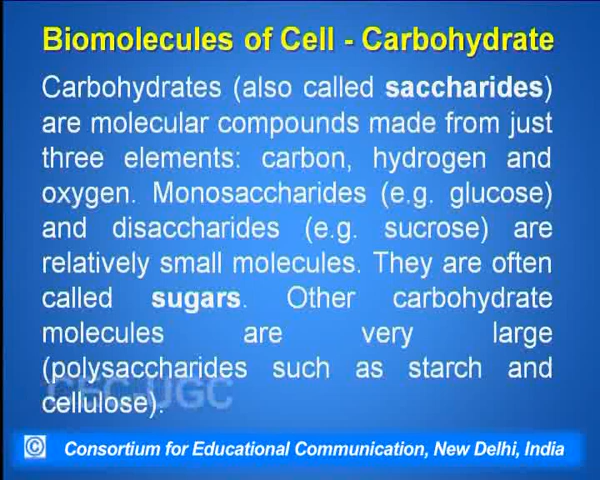 Biomolecules of Cell - Carbohydrate
Carbohydrates (also called saccharides)
are molecular compounds made from just
three elements: carbon, hydrogen and
oxygen. Monosaccharides (e.g. glucose)
and disaccharides (e.g. sucrose) are
relatively small molecules. They are often
called sugars. Other carbohydrate
molecules are very large
(polysaccharides such as starch and
cellulose).
CEC-UGC
© Consortium for Educational Communication, New Delhi, India